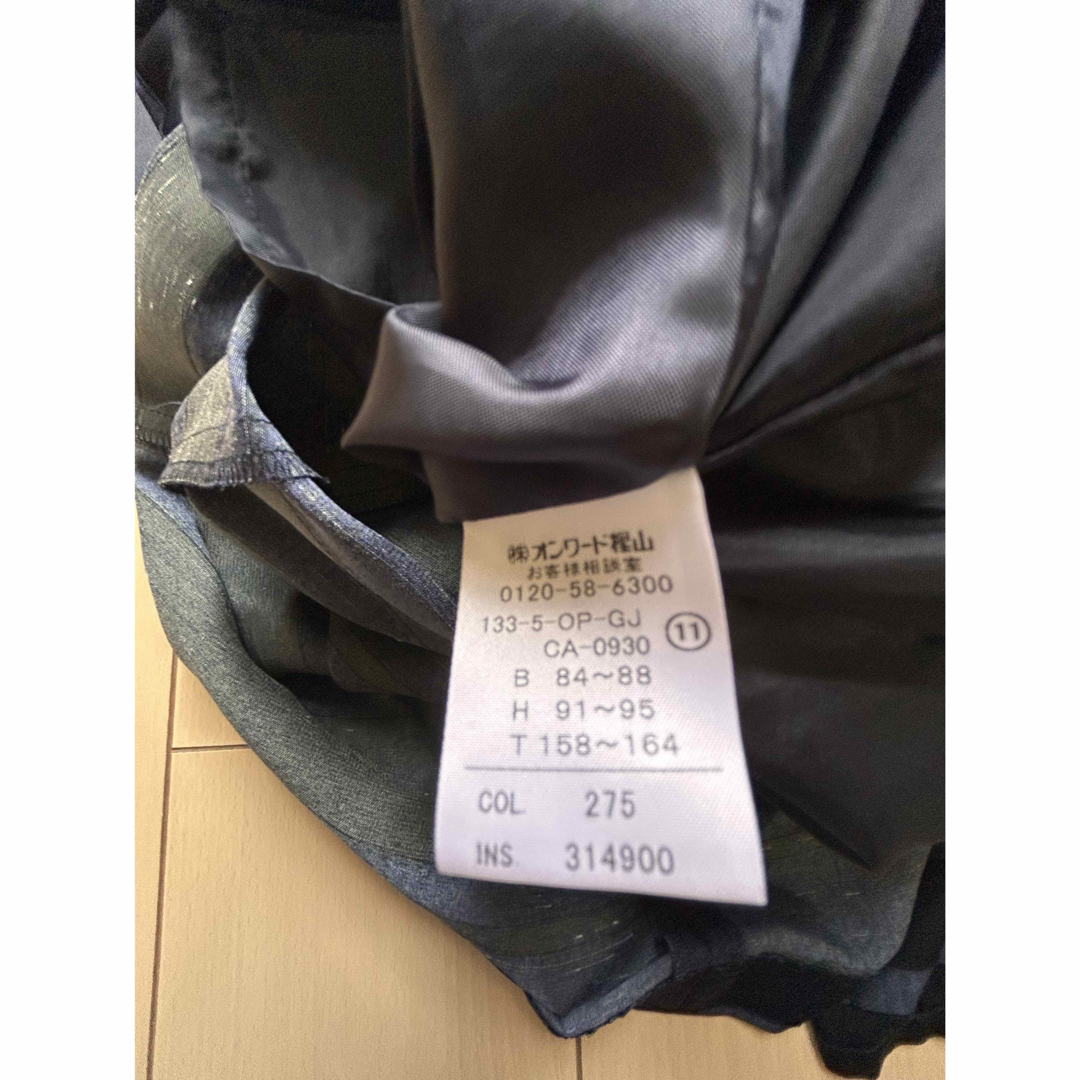 ㈱オンワード樫山
お客様相談室
0120-58-6300
133-5-OP-GJ ⑪
CA-0930
B 84～88
H 91～95
T 158～164
COL 275
INS 314900